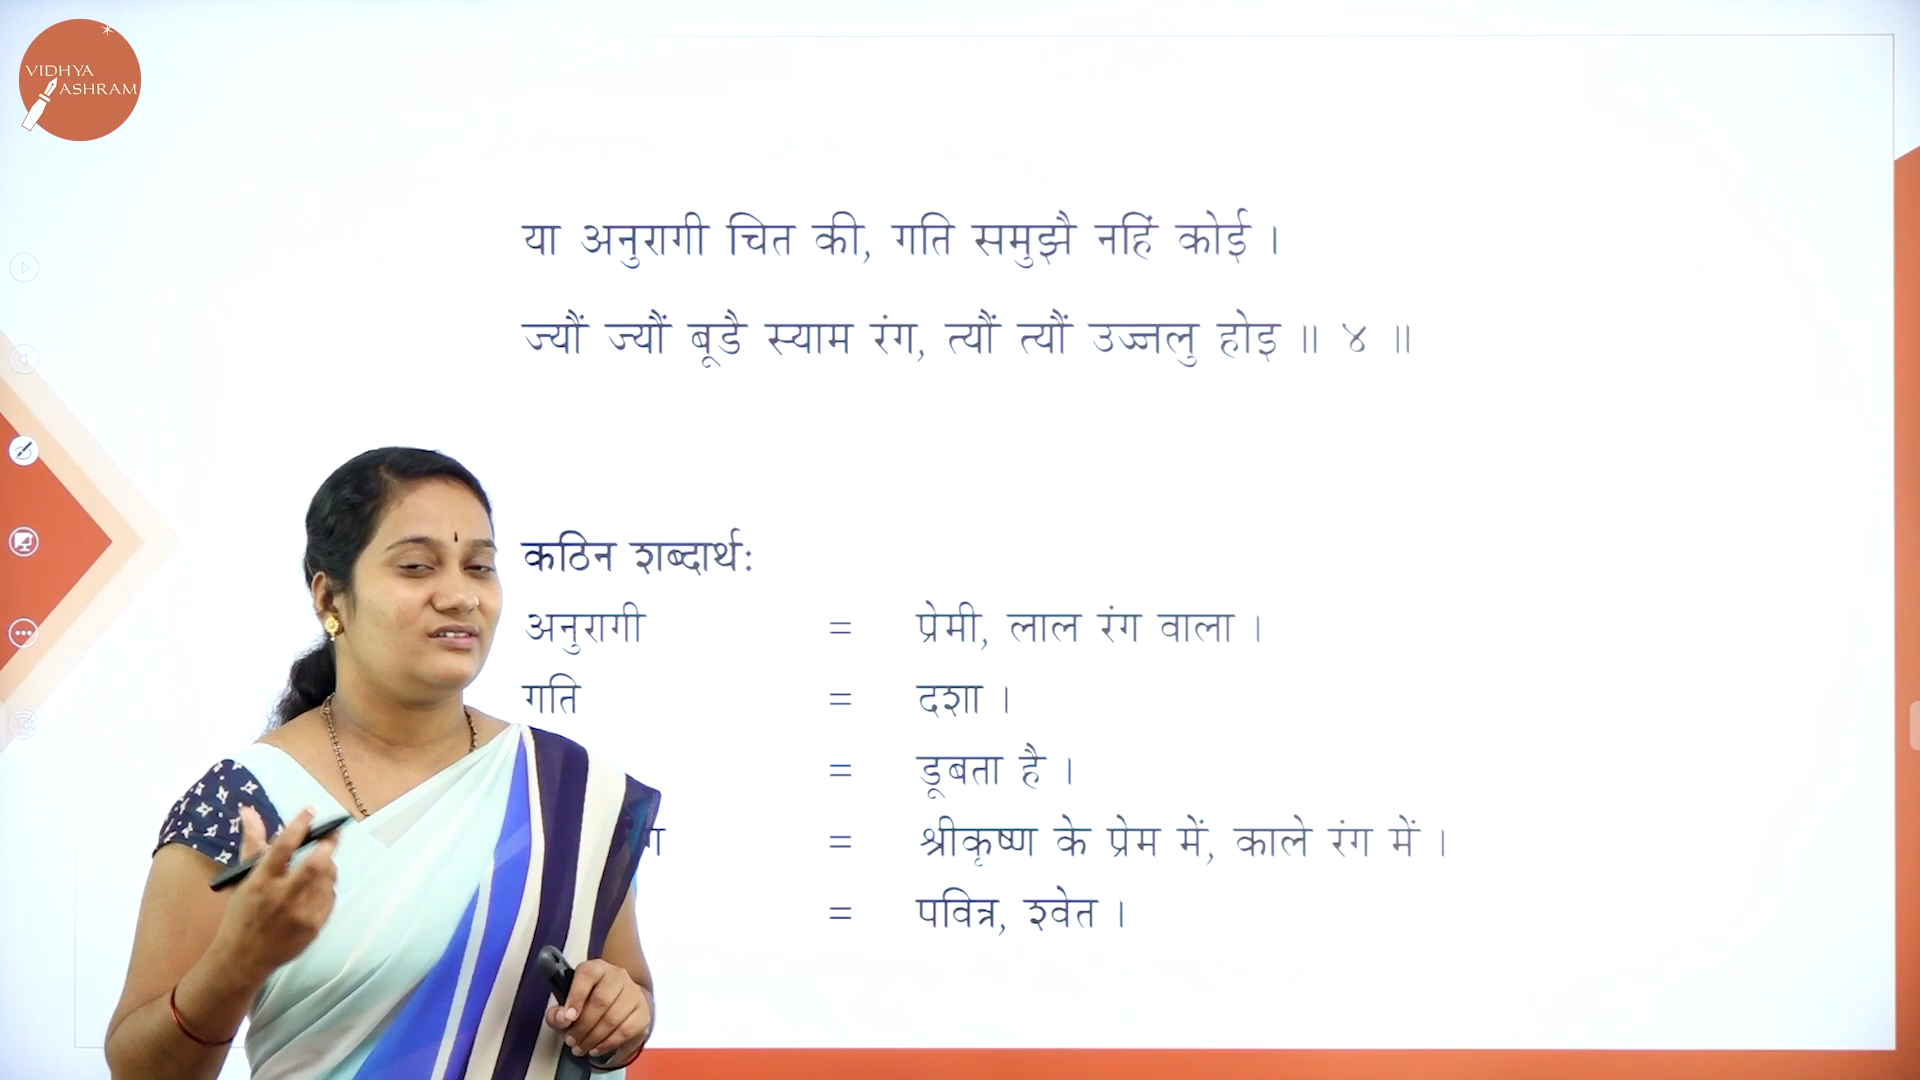 VIDHYA
ASHRAM
या अनुरागी चित की, गति समुझै नहिं कोई ।
ज्यौं ज्यौं बूडै स्याम रंग, त्यौं त्यौं उज्जलु होइ ॥ ४ ॥
कठिन शब्दार्थ:
अनुरागी = प्रेमी, लाल रंग वाला ।
गति = दशा ।
= डूबता है ।
= श्रीकृष्ण के प्रेम में, काले रंग में ।
= पवित्र, श्वेत ।